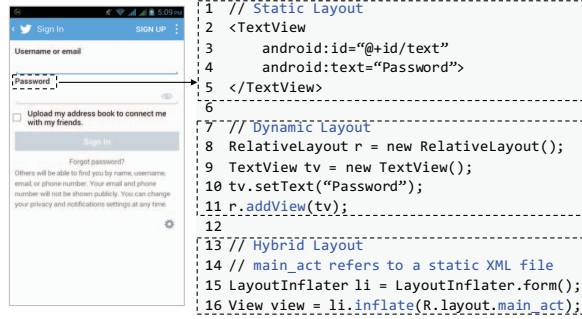 5:09 PM
Sign In
SIGN UP
Username or email
Password
Upload my address book to connect me
with my friends.
Sign In
Forgot password?
Others will be able to find you by name, username,
email, or phone number. Your email and phone
number will not be shown publicly. You can change
your privacy and notifications settings at any time.
1 // Static Layout
2 <TextView
3 android:id=“@+id/text”
4 android:text=“Password”>
5 </TextView>
6
7 // Dynamic Layout
8 RelativeLayout r = new RelativeLayout();
9 TextView tv = new TextView();
10 tv.setText(“Password”);
11 r.addView(tv);
12
13 // Hybrid Layout
14 // main_act refers to a static XML file
15 LayoutInflater li = LayoutInflater.form();
16 View view = li.inflate(R.layout.main_act);